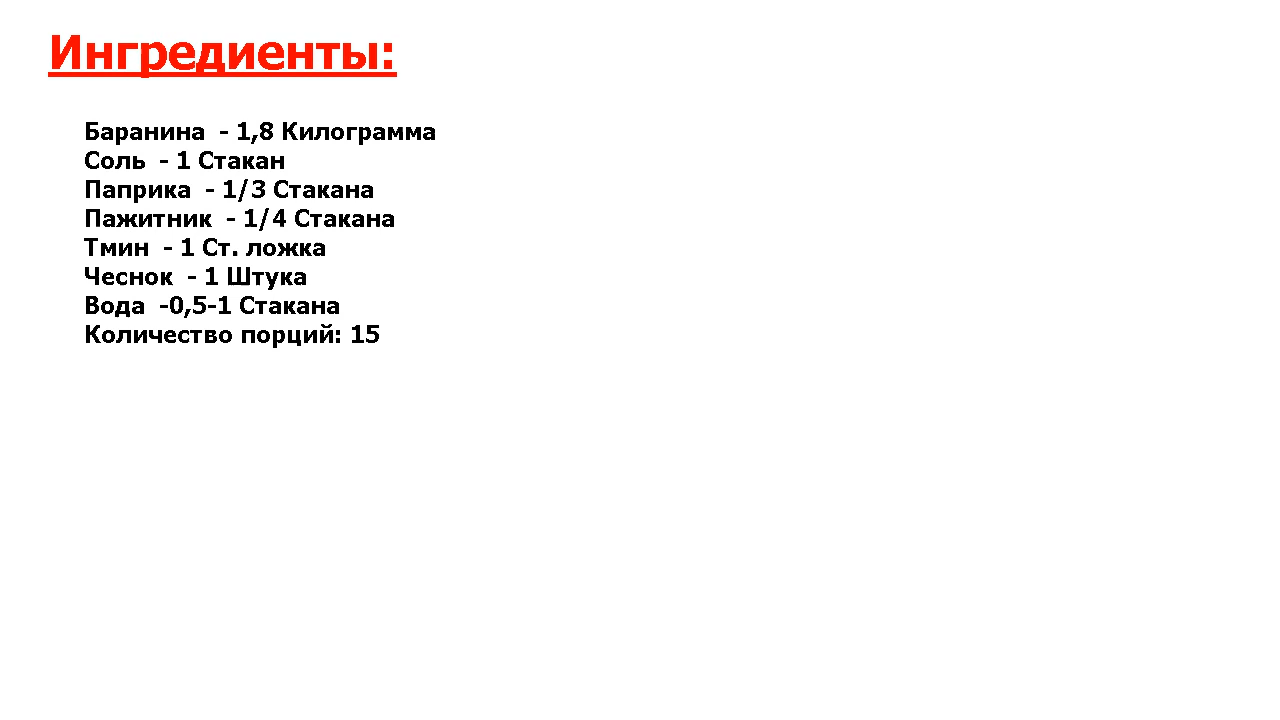 Ингредиенты:
Баранина  - 1,8 Килограмма
Соль  - 1 Стакан
Паприка  - 1/3 Стакана
Пажитник  - 1/4 Стакана
Тмин  - 1 Ст. ложка
Чеснок  - 1 Штука
Вода  -0,5-1 Стакана
Количество порций: 15